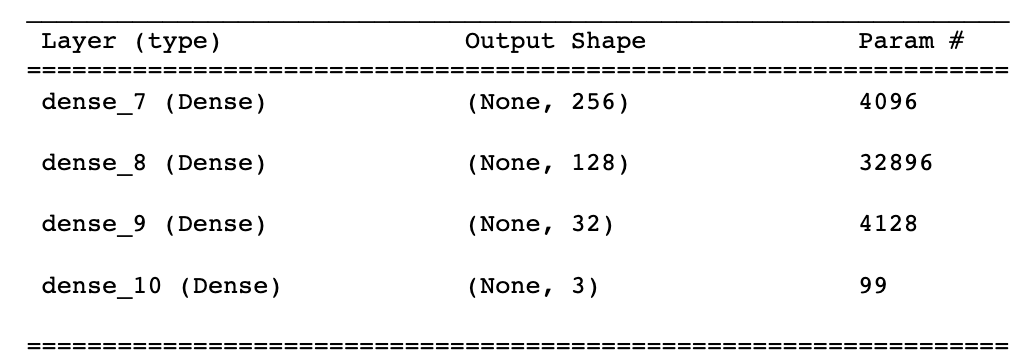 Layer (type) Output Shape Param #
=================================================================
dense_7 (Dense) (None, 256) 4096
dense_8 (Dense) (None, 128) 32896
dense_9 (Dense) (None, 32) 4128
dense_10 (Dense) (None, 3) 99
=================================================================